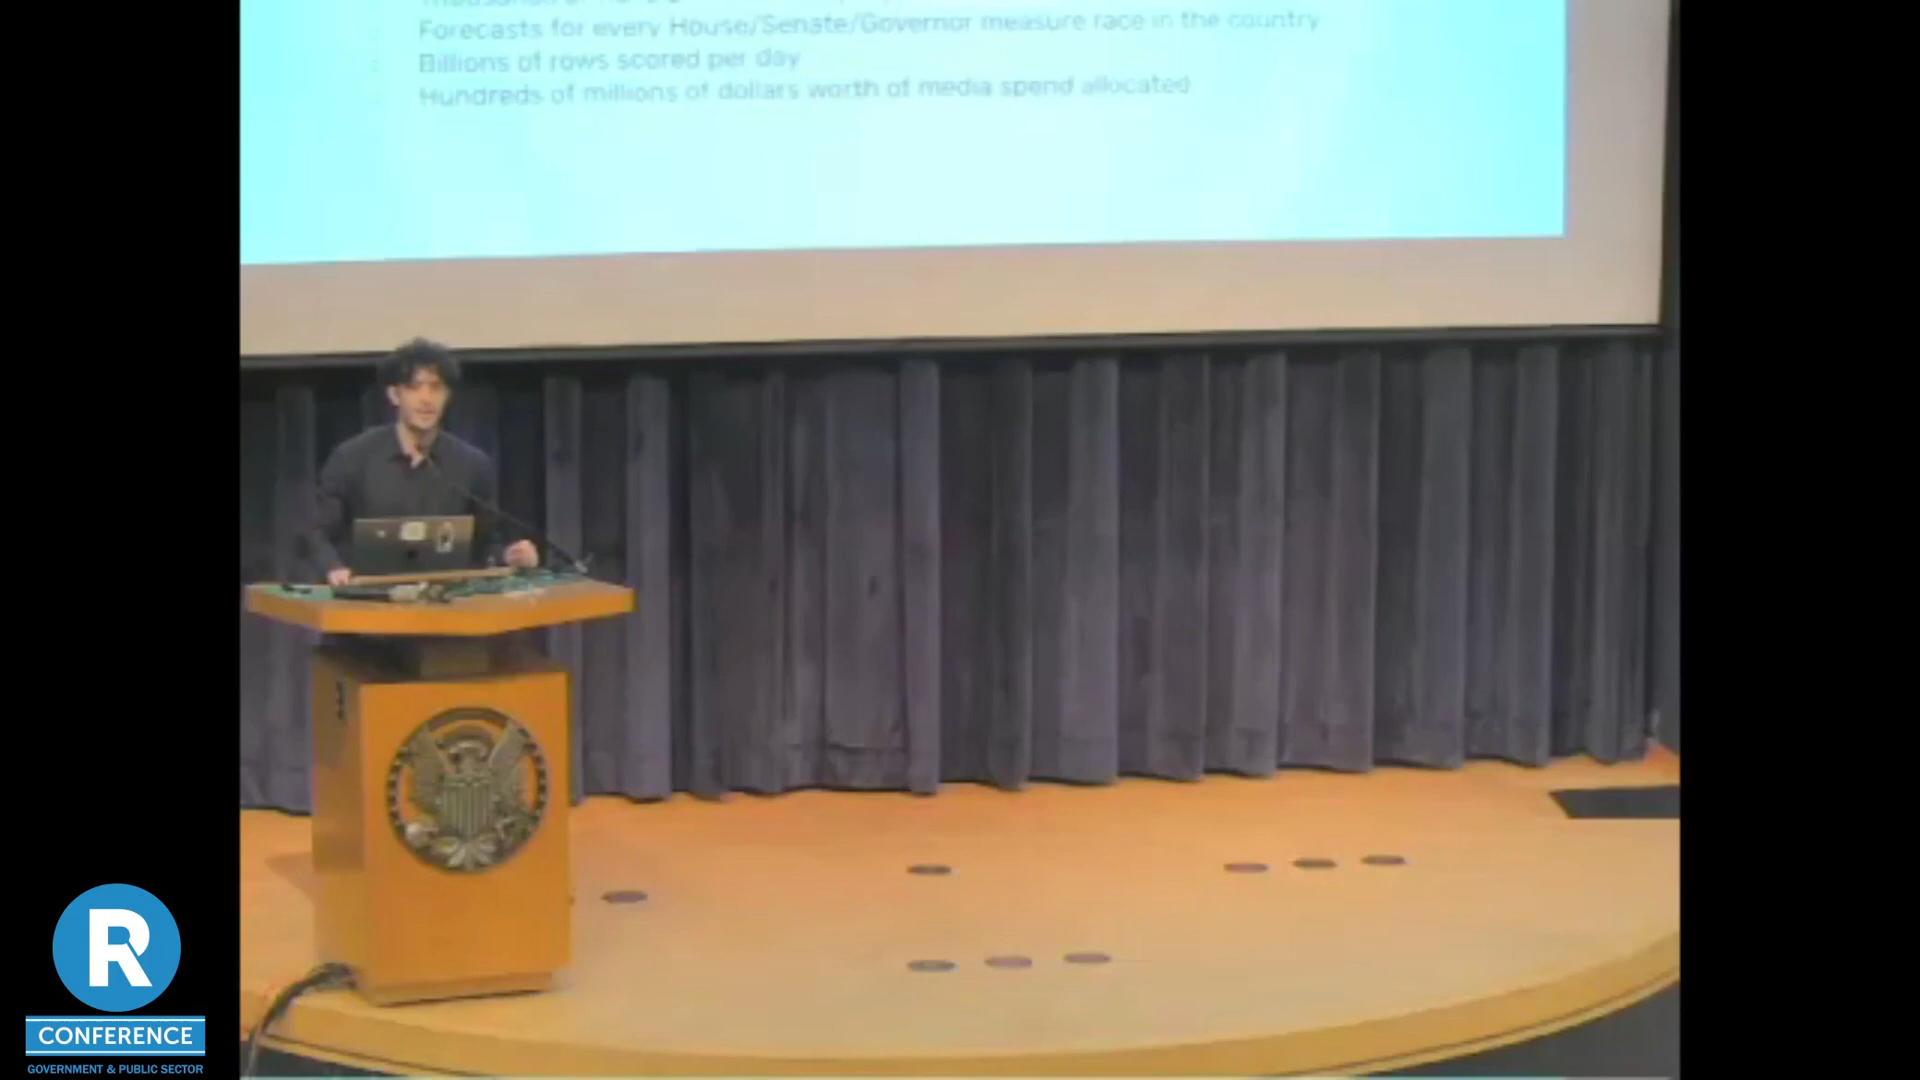 Forecasts for every House/Senate/Governor measure race in the country
Billions of rows scored per day
Hundreds of millions of dollars worth of media spend allocated
R
CONFERENCE
GOVERNMENT & PUBLIC SECTOR